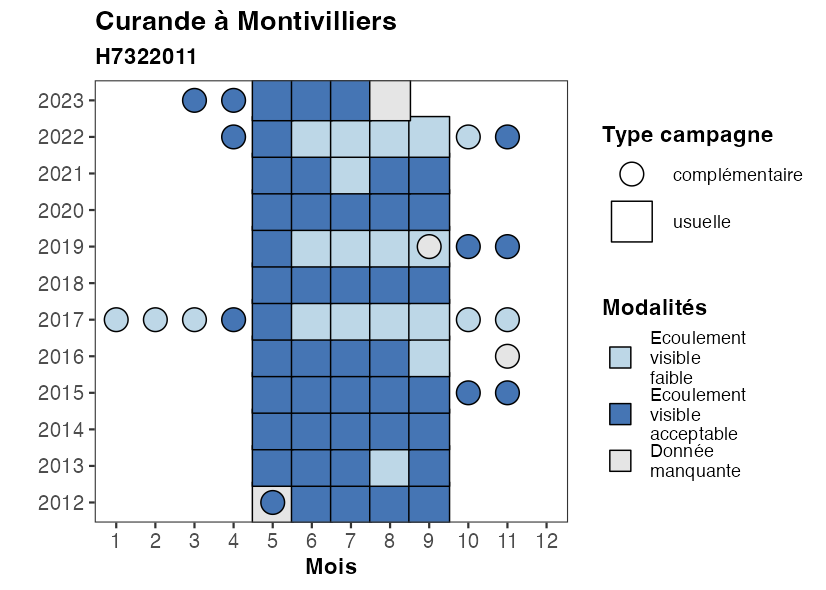 Curande à Montivilliers
H7322011
2023
2022
2021
2020
2019
2018
2017
2016
2015
2014
2013
2012
1 2 3 4 5 6 7 8 9 10 11 12
Mois
Type campagne
complémentaire
usuelle
Modalités
Ecoulement
visible
faible
Ecoulement
visible
acceptable
Donnée
manquante